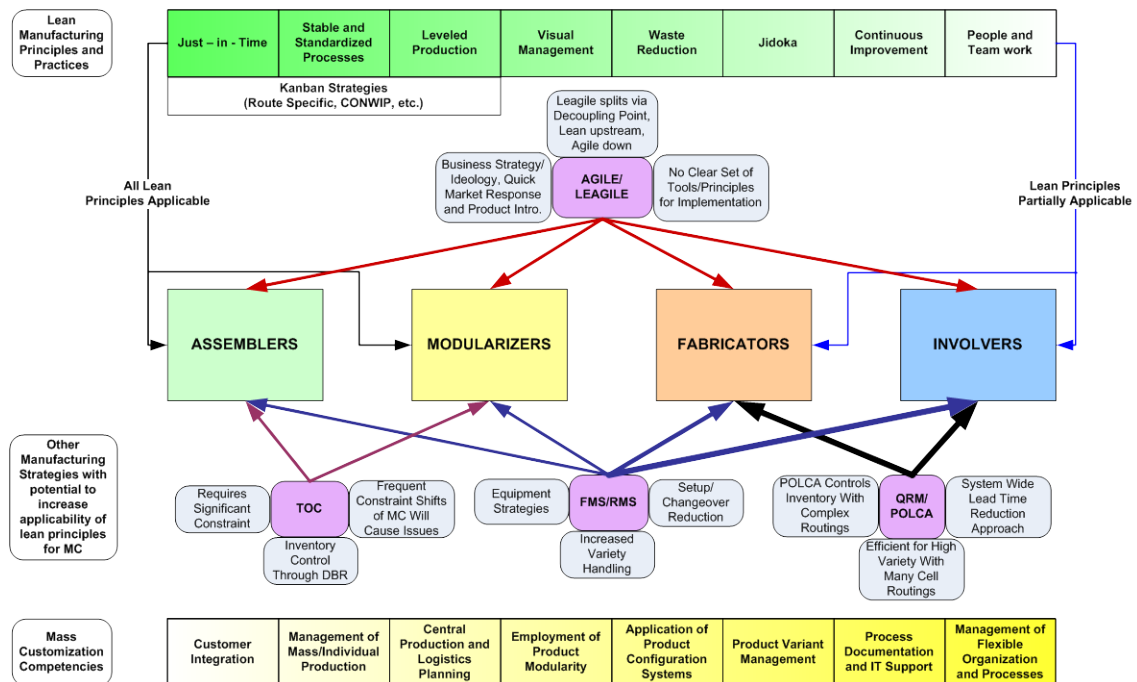 Lean
Manufacturing
Principles and
Practices
Just – in - Time
Stable and
Standardized
Processes
Leveled
Production
Visual
Management
Waste
Reduction
Jidoka
Continuous
Improvement
People and
Team work
Kanban Strategies
(Route Specific, CONWIP, etc.)
Leagile splits via
Decoupling Point,
Lean upstream,
Agile down
Business Strategy/
Ideology, Quick
Market Response
and Product Intro.
AGILE/
LEAGILE
No Clear Set of
Tools/Principles
for Implementation
All Lean
Principles Applicable
Lean Principles
Partially Applicable
ASSEMBLERS
MODULARIZERS
FABRICATORS
INVOLVERS
Other
Manufacturing
Strategies with
potential to
increase
applicability of
lean principles
for MC
Requires
Significant
Constraint
TOC
Frequent
Constraint Shifts
of MC Will
Cause Issues
Inventory
Control
Through DBR
Equipment
Strategies
FMS/RMS
Setup/
Changeover
Reduction
Increased
Variety
Handling
POLCA Controls
Inventory With
Complex
Routings
QRM/
POLCA
System Wide
Lead Time
Reduction
Approach
Efficient for High
Variety With
Many Cell
Routings
Mass
Customization
Competencies
Customer
Integration
Management of
Mass/Individual
Production
Central
Production and
Logistics
Planning
Employment of
Product
Modularity
Application of
Product
Configuration
Systems
Product Variant
Management
Process
Documentation
and IT Support
Management of
Flexible
Organization
and Processes